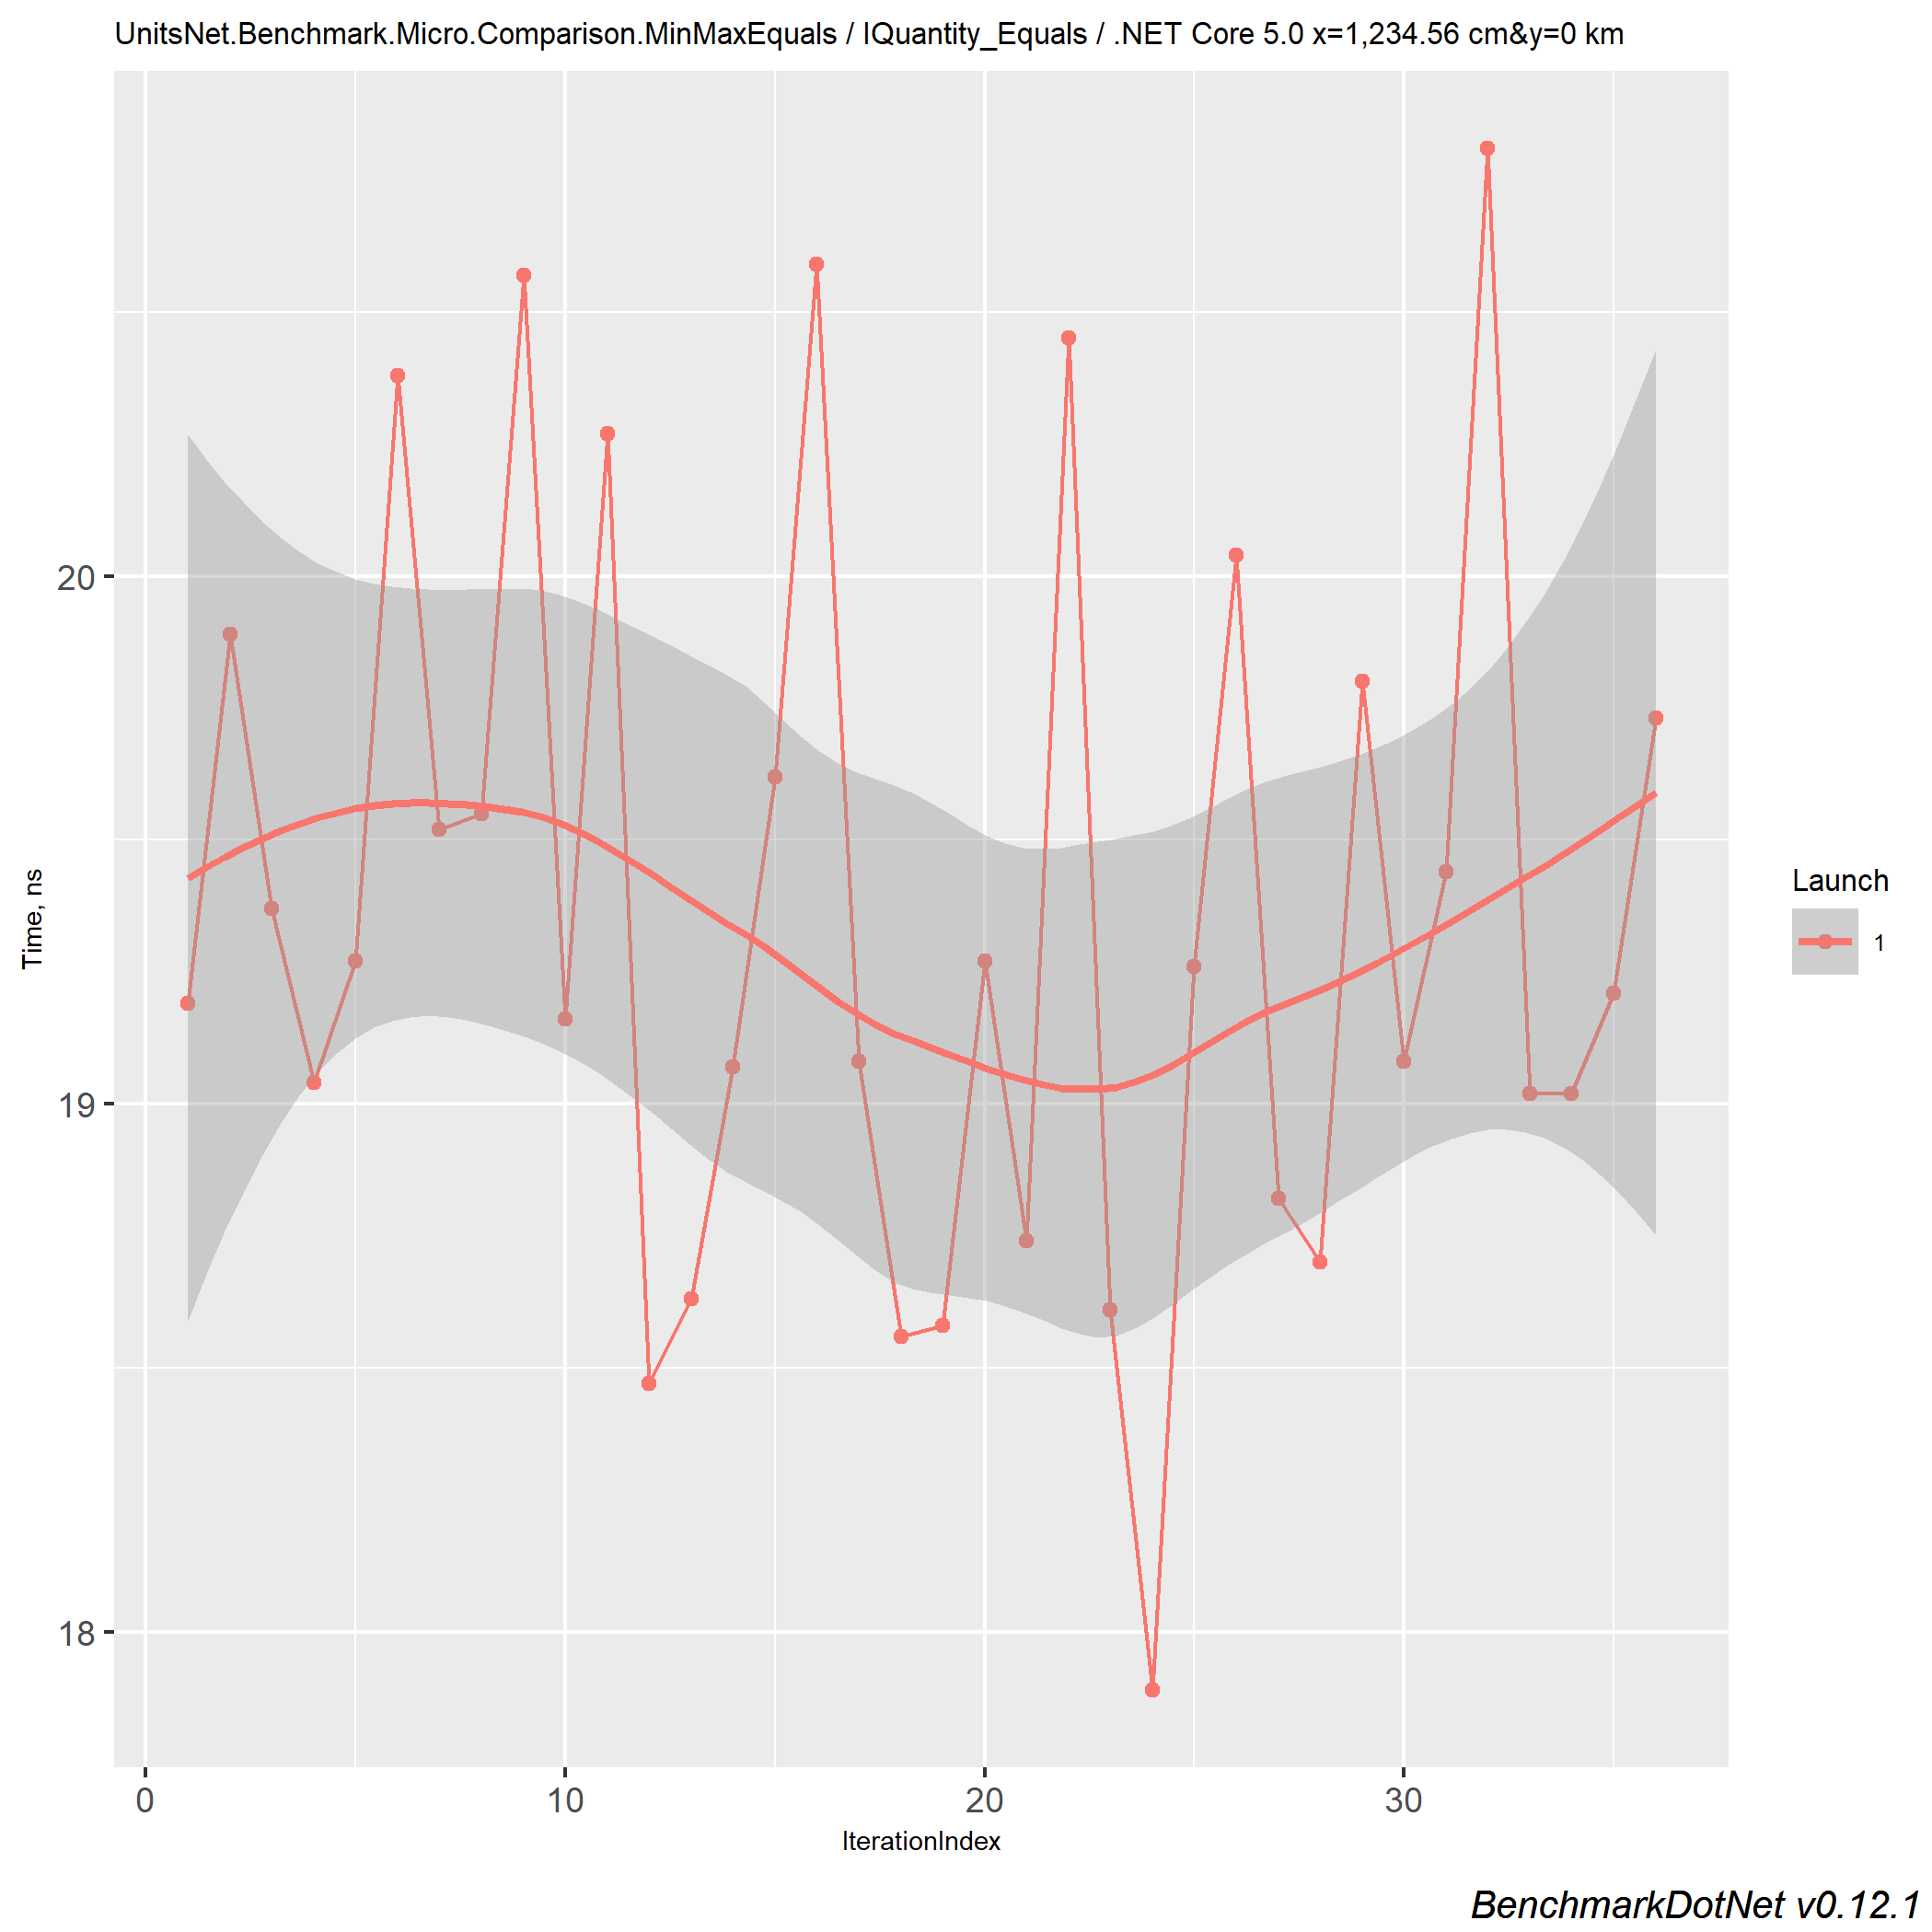 UnitsNet.Benchmark.Micro.Comparison.MinMaxEquals / IQuantity_Equals / .NET Core 5.0 x=1,234.56 cm&y=0 km
20
19
18
Time, ns
0 10 20 30
IterationIndex
Launch
1
BenchmarkDotNet v0.12.1